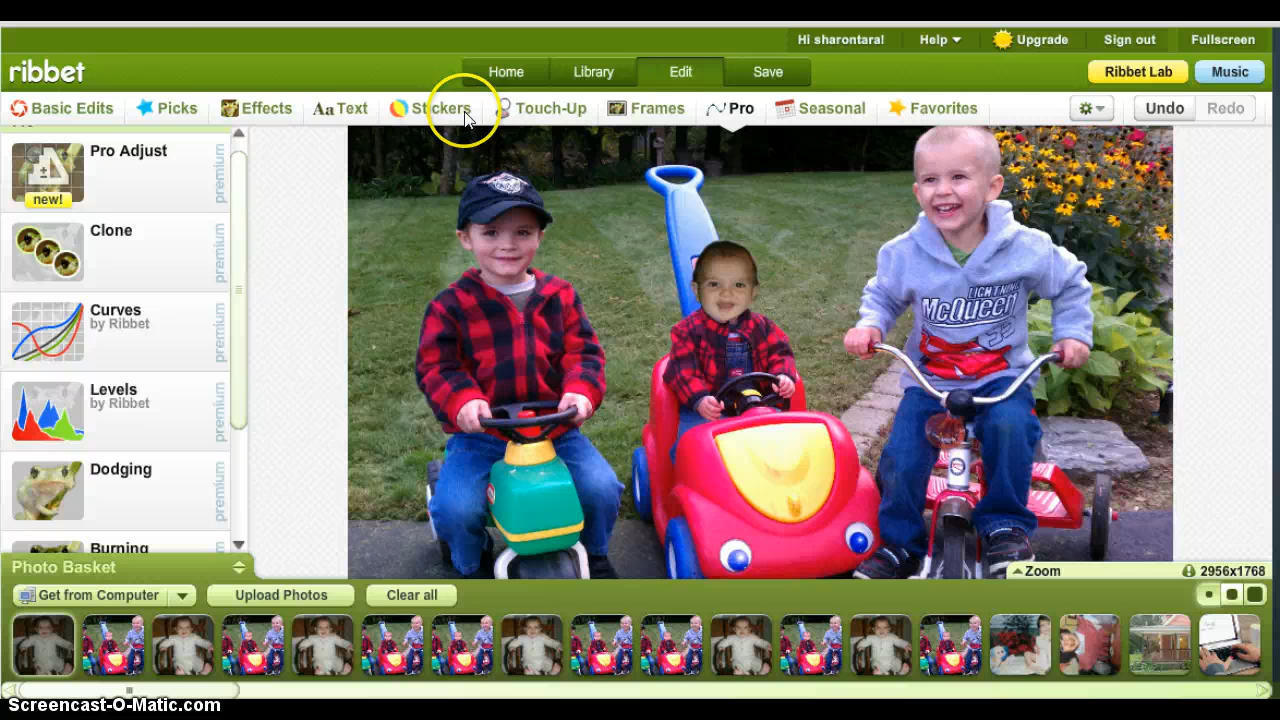 Hi sharontara! Help Upgrade Sign out Fullscreen
ribbet Home Library Edit Save Ribbet Lab Music
Basic Edits Picks Effects Aa Text Stickers Touch-Up Frames Pro Seasonal Favorites Undo Redo
Pro Adjust
premium
new!
Clone
premium
Curves
by Ribbet
premium
Levels
by Ribbet
premium
Dodging
premium
Burning
LIGHTNING
McQUEEN
Photo Basket
Zoom 2956x1768
Get from Computer Upload Photos Clear all
Screencast-O-Matic.com